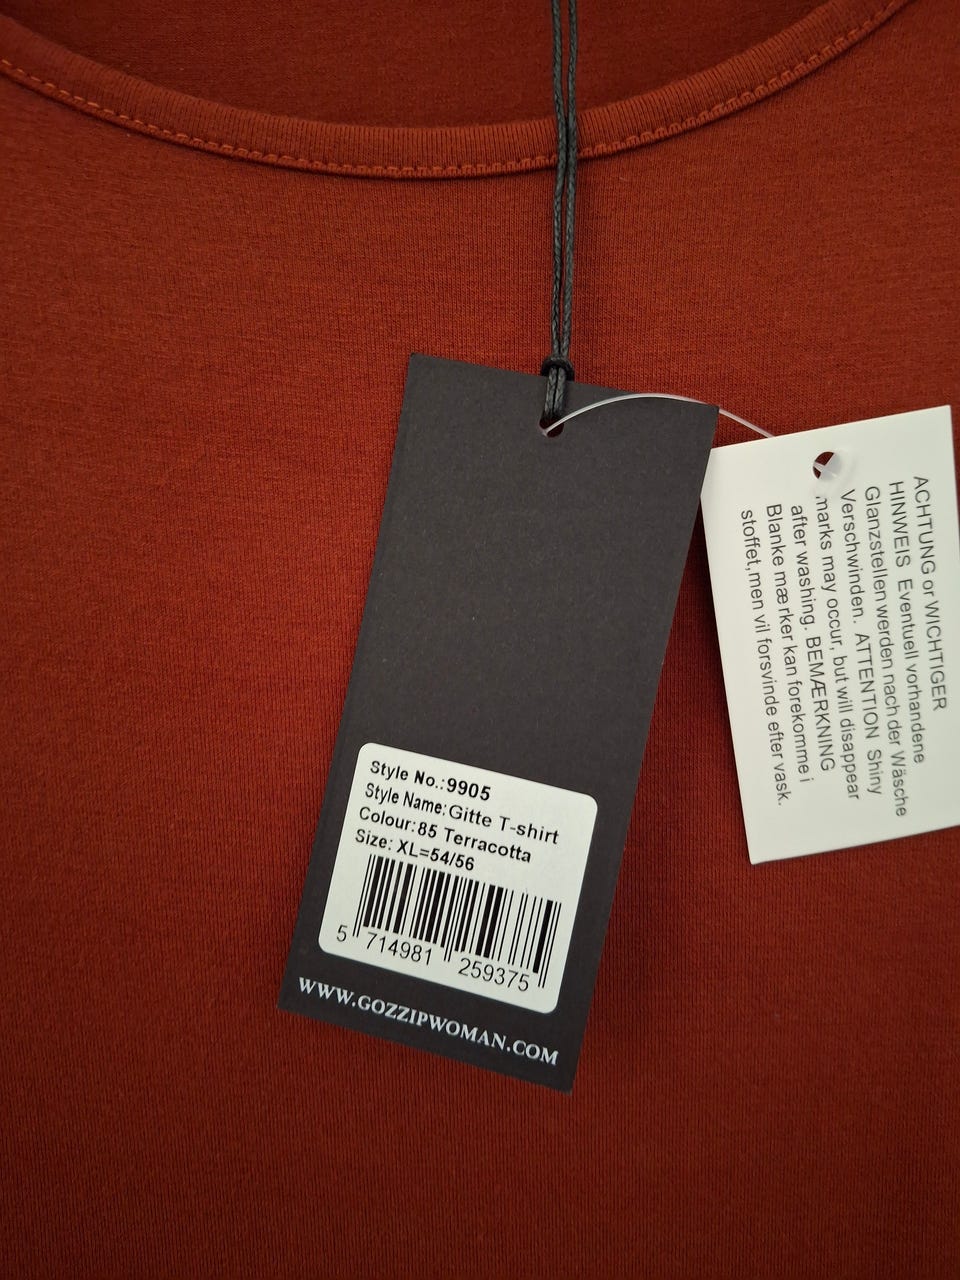 Style No.:9905
Style Name:Gitte T-shirt
Colour:85 Terracotta
Size: XL=54/56
5 714981 259375
WWW.GOZZIPWOMAN.COM
ACHTUNG or WICHTIGER
HINWEIS Eventuell vorhandene
Glanzstellen werden nach der Wäsche
Verschwinden. ATTENTION Shiny
marks may occur, but will disappear
after washing. BEMÆRKNING
Blanke mærker kan forekomme i
stoffet,men vil forsvinde efter vask.